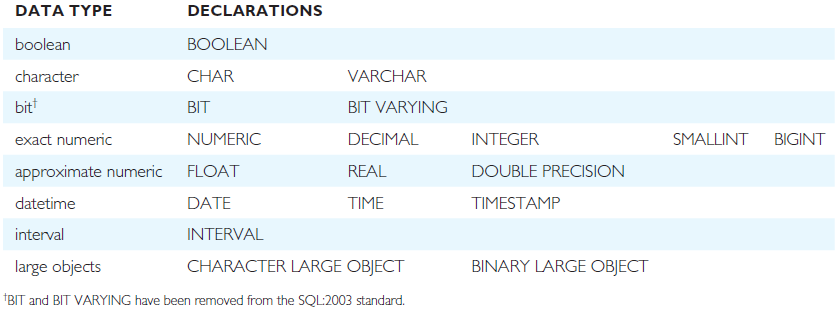 DATA TYPE DECLARATIONS
boolean BOOLEAN
character CHAR VARCHAR
bit† BIT BIT VARYING
exact numeric NUMERIC DECIMAL INTEGER SMALLINT BIGINT
approximate numeric FLOAT REAL DOUBLE PRECISION
datetime DATE TIME TIMESTAMP
interval INTERVAL
large objects CHARACTER LARGE OBJECT BINARY LARGE OBJECT
†BIT and BIT VARYING have been removed from the SQL:2003 standard.